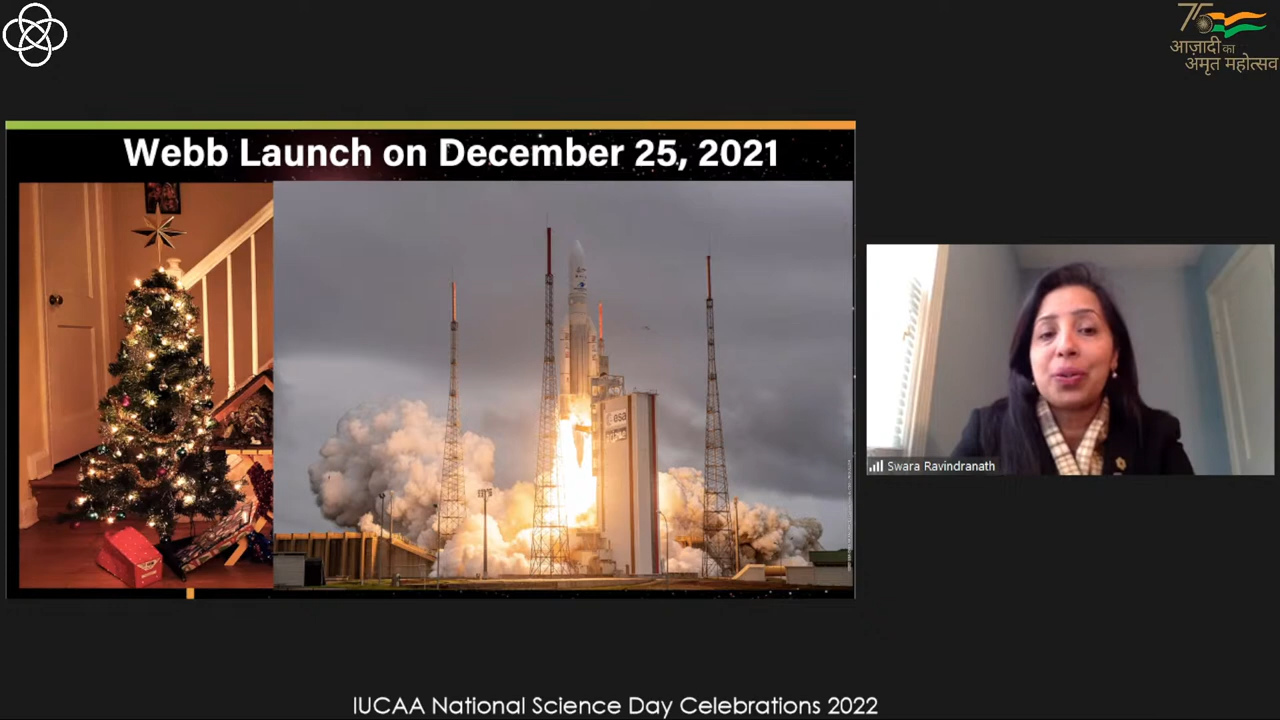 75
आज़ादी का
अमृत महोत्सव
Webb Launch on December 25, 2021
esa
Swara Ravindranath
IUCAA National Science Day Celebrations 2022